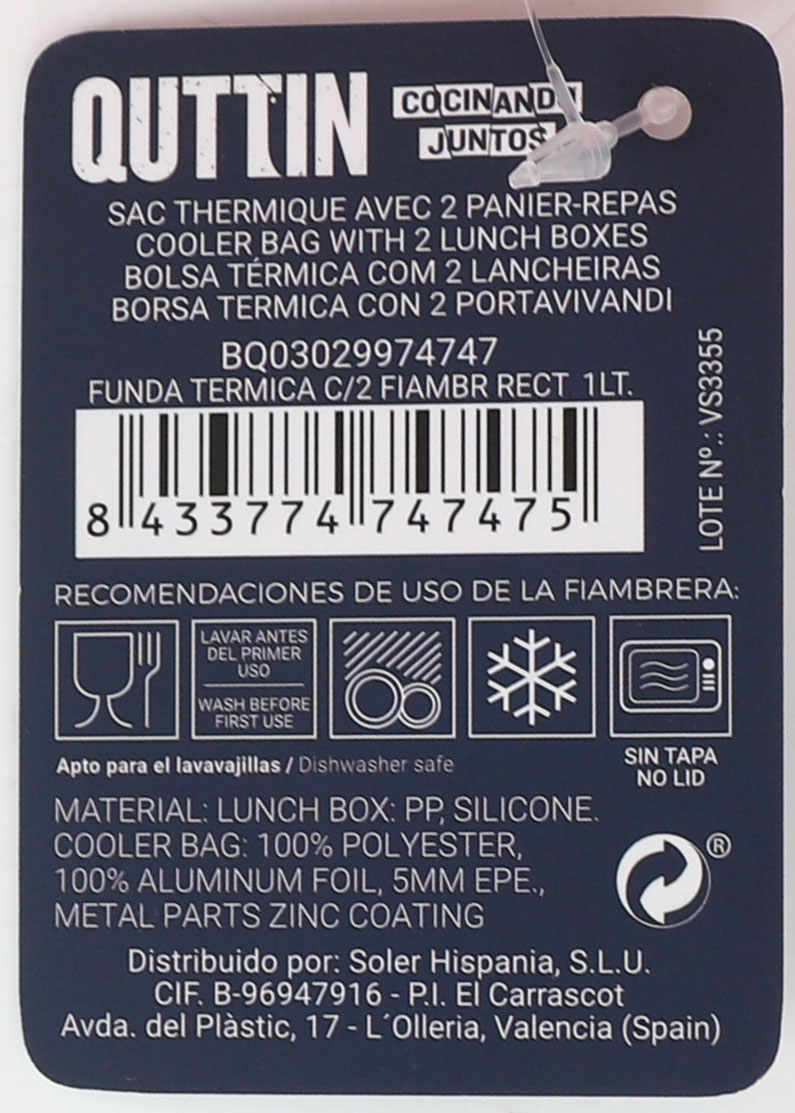 QUTTIN
COCINANDO
JUNTOS
SAC THERMIQUE AVEC 2 PANIER-REPAS
COOLER BAG WITH 2 LUNCH BOXES
BOLSA TÉRMICA COM 2 LANCHEIRAS
BORSA TERMICA CON 2 PORTAVIVANDI
BQ03029974747
FUNDA TERMICA C/2 FIAMBR RECT 1LT.
8 433774 747475
LOTE Nº.: VS3355
RECOMENDACIONES DE USO DE LA FIAMBRERA:
LAVAR ANTES
DEL PRIMER
USO
WASH BEFORE
FIRST USE
SIN TAPA
NO LID
Apto para el lavavajillas / Dishwasher safe
MATERIAL: LUNCH BOX: PP, SILICONE.
COOLER BAG: 100% POLYESTER,
100% ALUMINUM FOIL, 5MM EPE.,
METAL PARTS ZINC COATING
®
Distribuido por: Soler Hispania, S.L.U.
CIF. B-96947916 - P.I. El Carrascot
Avda. del Plàstic, 17 - L´Olleria, Valencia (Spain)